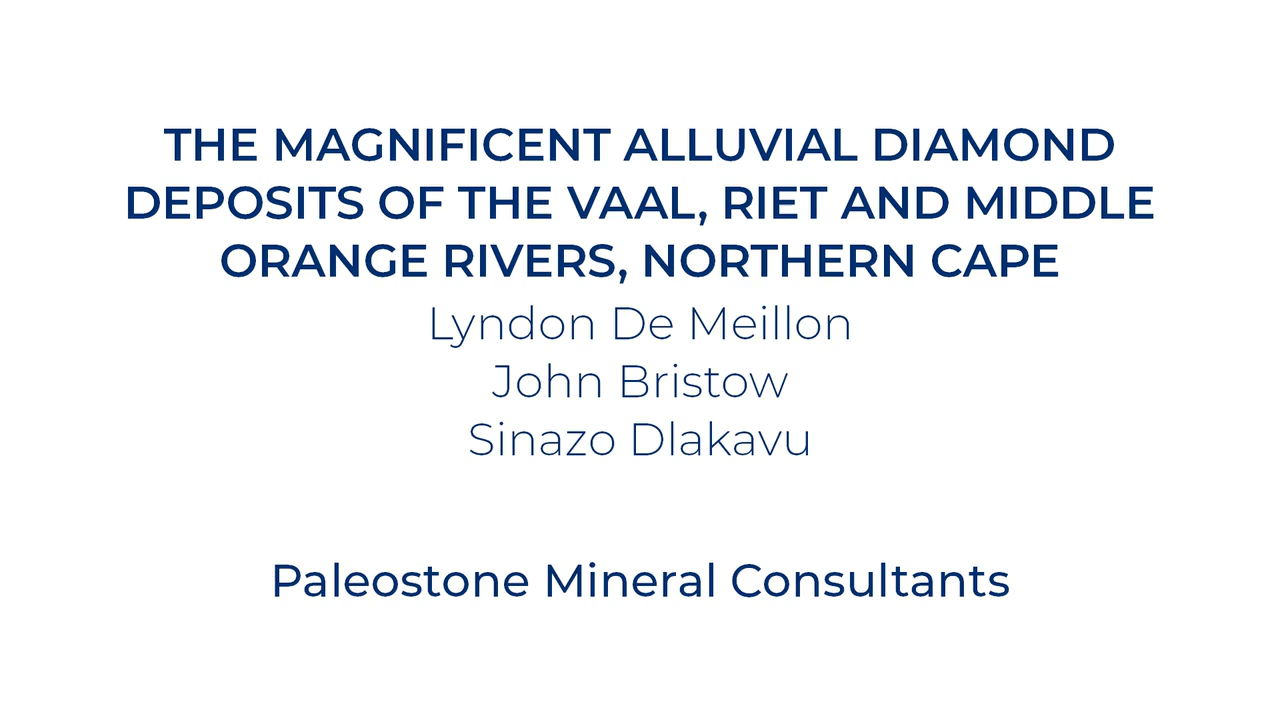 THE MAGNIFICENT ALLUVIAL DIAMOND
DEPOSITS OF THE VAAL, RIET AND MIDDLE
ORANGE RIVERS, NORTHERN CAPE
Lyndon De Meillon
John Bristow
Sinazo Dlakavu
Paleostone Mineral Consultants